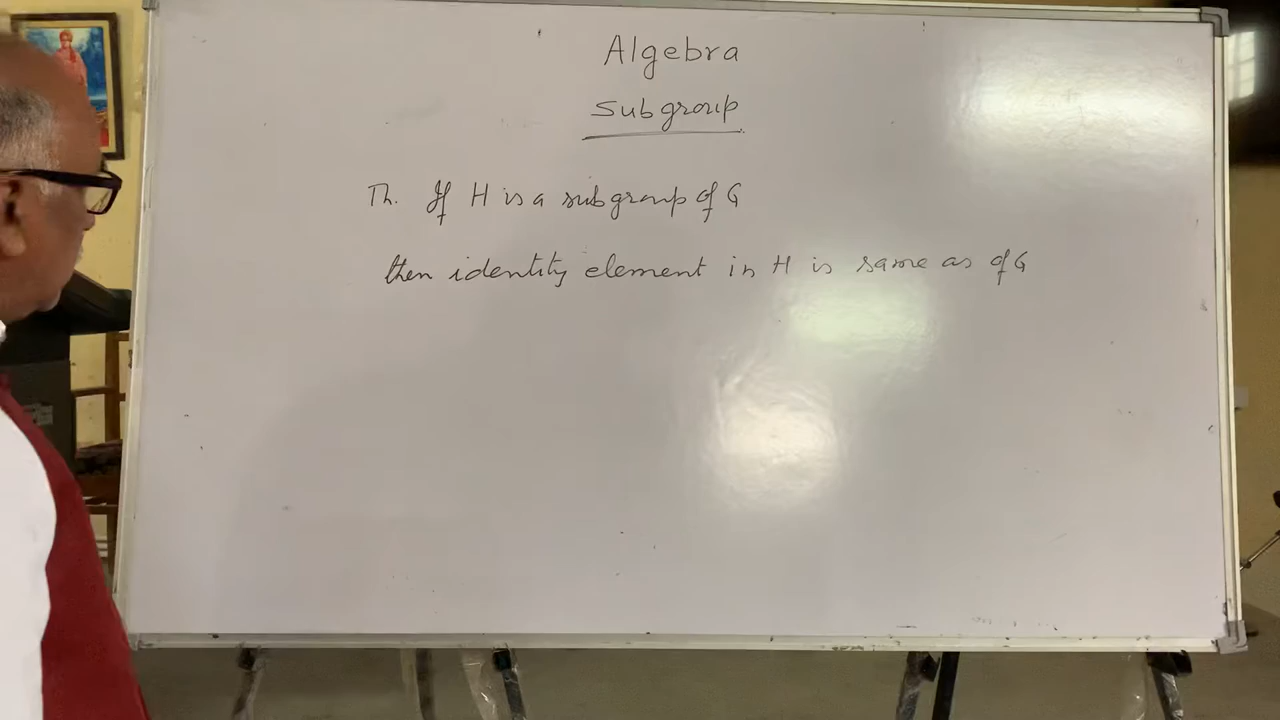 Algebra
Subgroup
Th. If H is a subgroup of G
then identity element in H is same as of G